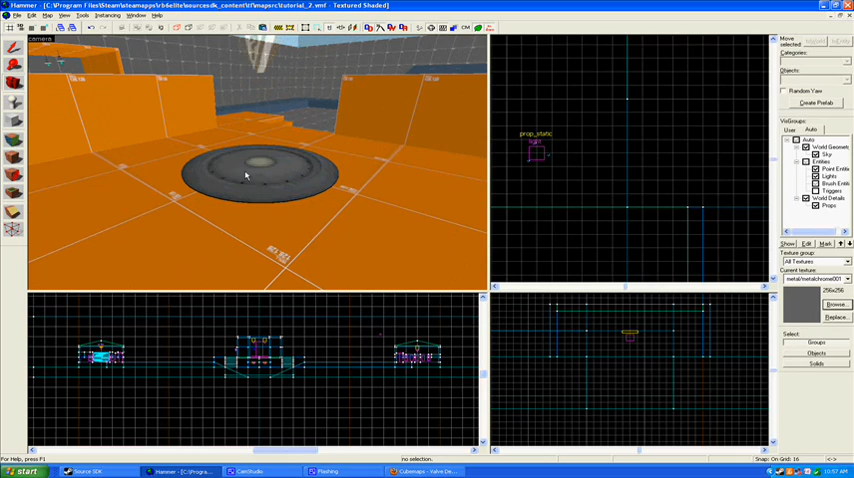 Hammer - [C:\Program Files\Steam\steamapps\rb6elite\sourcesdk_content\tf\mapsrc\tutorial_2.vmf - Textured Shaded]
File Edit Map View Tools Instancing Window Help
camera
prop_static
light
Move
selected:
Categories:
Objects:
Random Yaw
Create Prefab
VisGroups:
User Auto
Auto
World Geomet
Sky
Entities
Point Entitie
Lights
Brush Entitie
Triggers
World Details
Props
Show Edit Mark
Texture group:
All Textures
Current texture:
metal/metalchrome001
256x256
Browse...
Replace...
Select:
Groups
Objects
Solids
For Help, press F1
no selection.
Snap: On Grid: 16
<->
start
Source SDK
Hammer - [C:\Progra...
CamStudio
Flashing
Cubemaps - Valve De...
10:57 AM